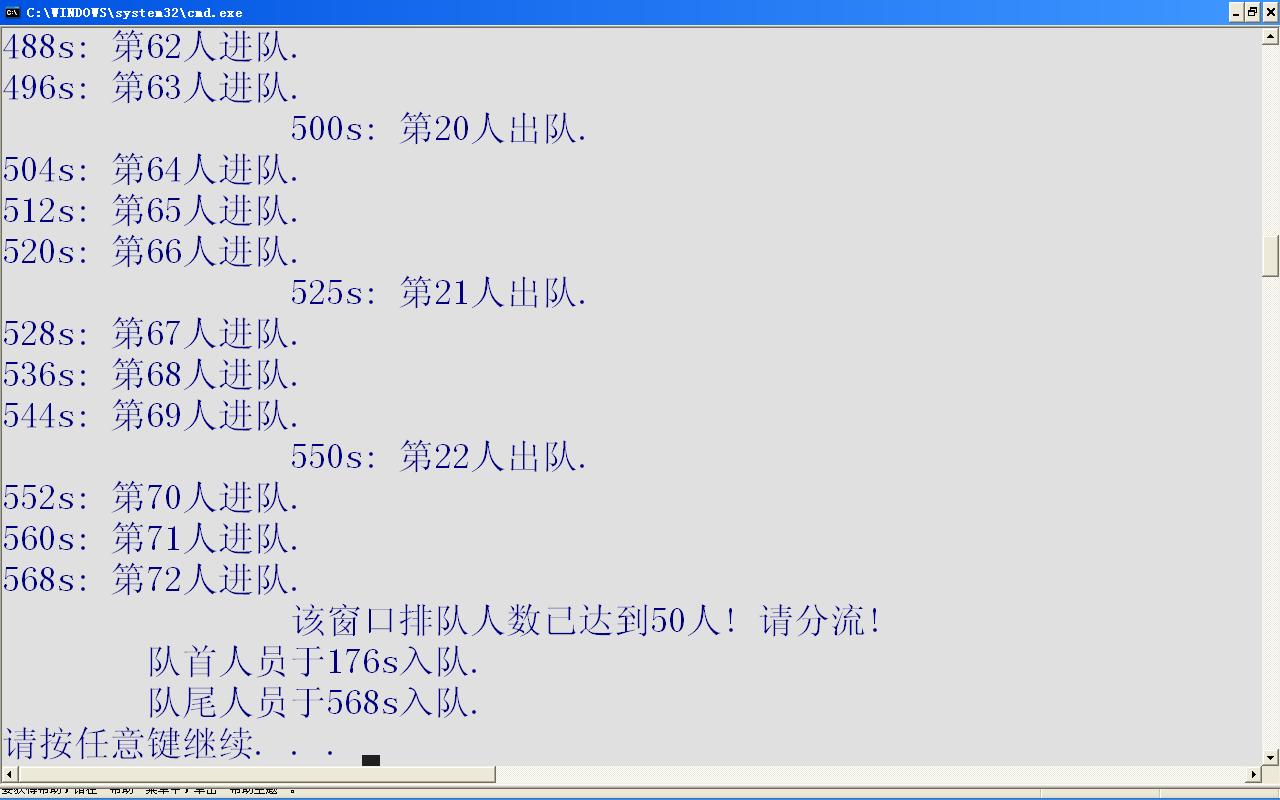 C:\WINDOWS\system32\cmd.exe
488s: 第62人进队.
496s: 第63人进队.
500s: 第20人出队.
504s: 第64人进队.
512s: 第65人进队.
520s: 第66人进队.
525s: 第21人出队.
528s: 第67人进队.
536s: 第68人进队.
544s: 第69人进队.
550s: 第22人出队.
552s: 第70人进队.
560s: 第71人进队.
568s: 第72人进队.
该窗口排队人数已达到50人! 请分流!
队首人员于176s入队.
队尾人员于568s入队.
请按任意键继续. . .